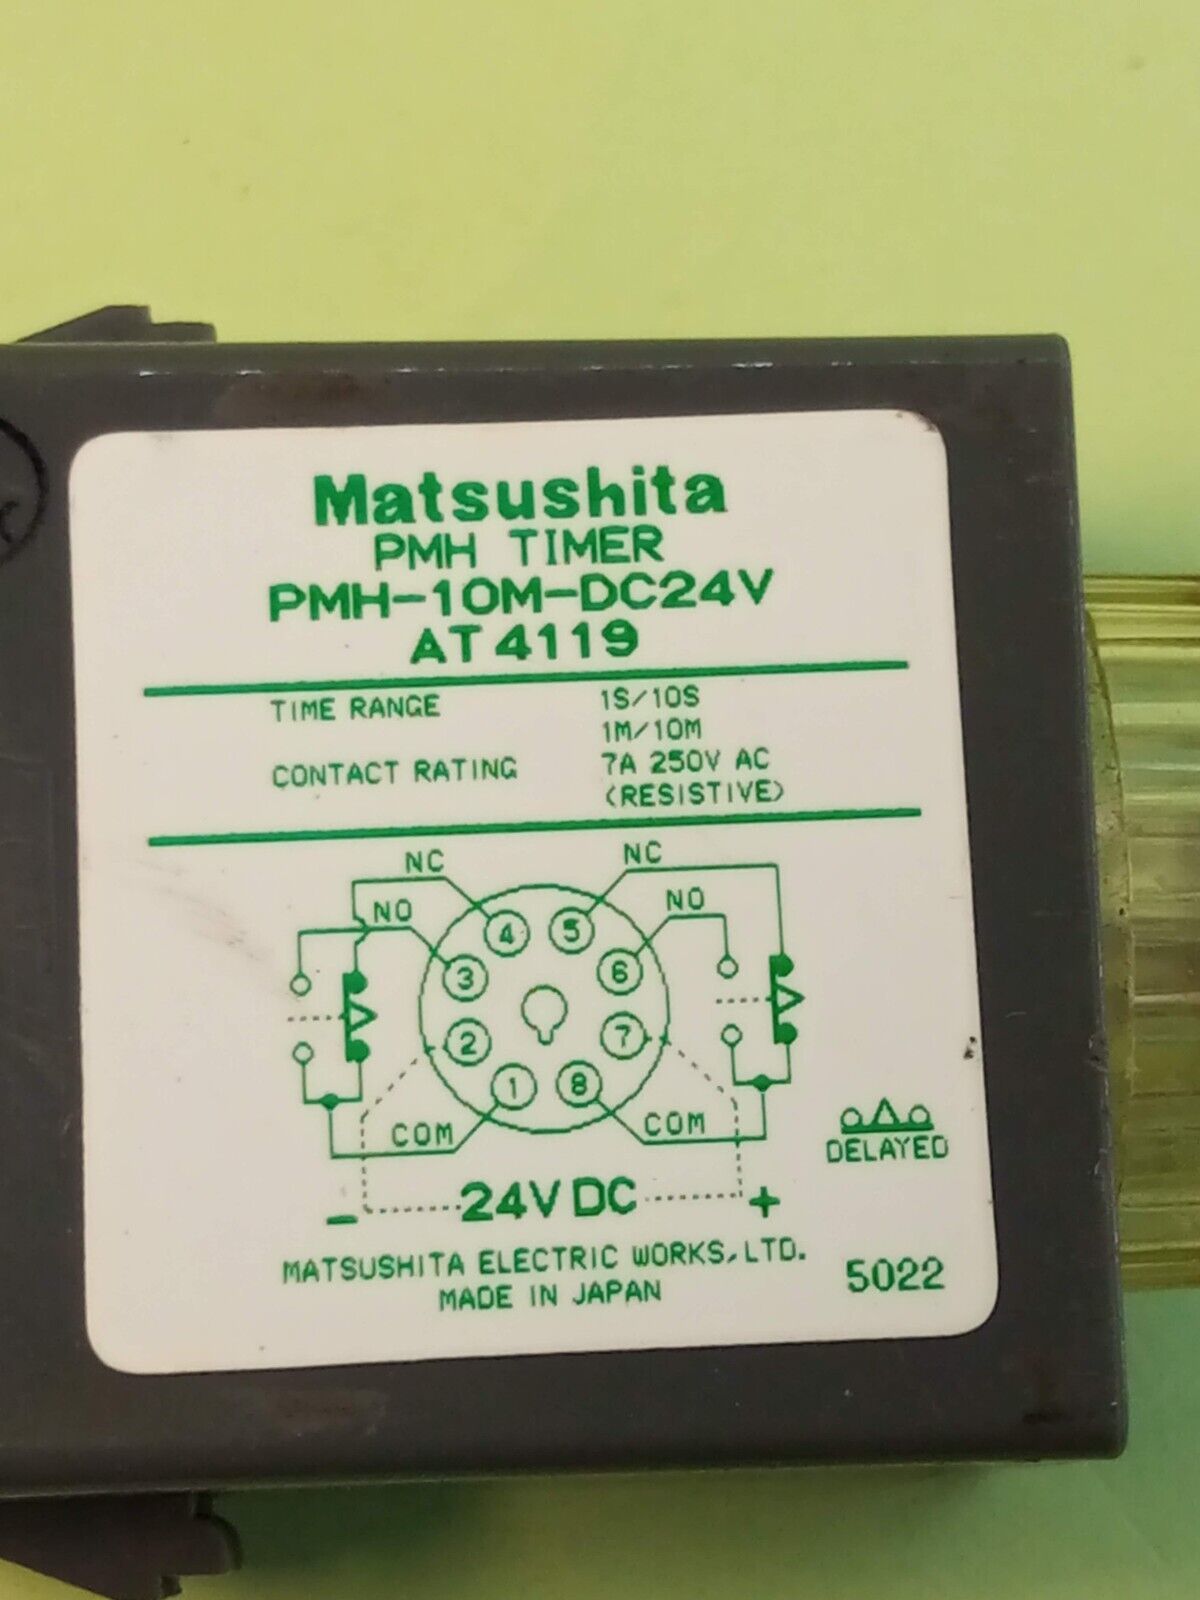 Matsushita
PMH TIMER
PMH-10M-DC24V
AT4119
TIME RANGE 1S/10S
1M/10M
CONTACT RATING 7A 250V AC
(RESISTIVE)
NC NC
NO NO
4 5
3 6
2 7
1 8
COM COM
DELAYED
- 24V DC +
MATSUSHITA ELECTRIC WORKS, LTD.
MADE IN JAPAN
5022